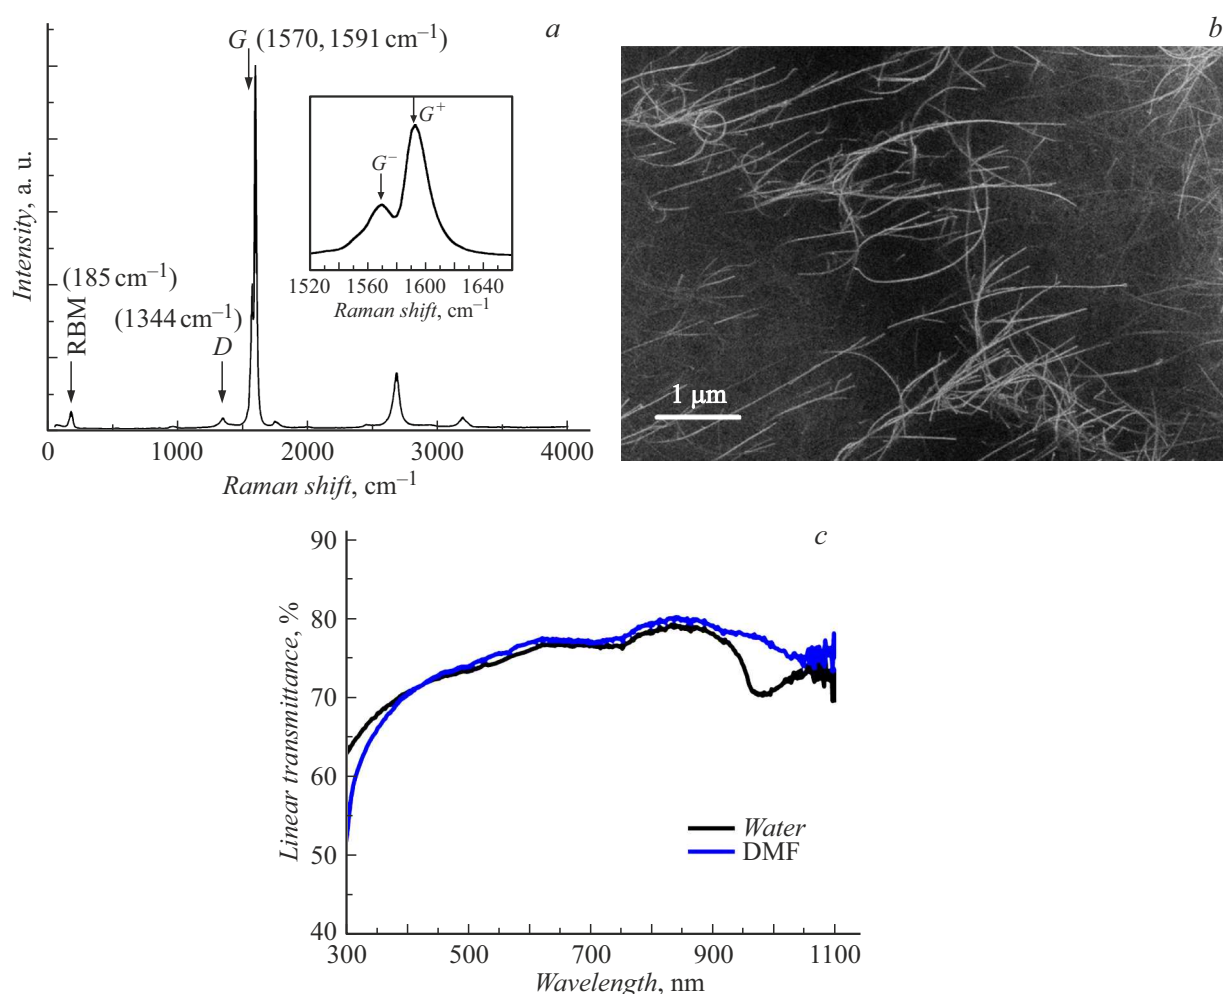 a
G (1570, 1591 cm⁻¹)
G⁺
G⁻
1520 1560 1600 1640
Raman shift, cm⁻¹
Intensity, a. u.
RBM (185 cm⁻¹)
(1344 cm⁻¹)
D
0 1000 2000 3000 4000
Raman shift, cm⁻¹
b
1 μm
c
90
80
70
60
50
40
Linear transmittance, %
Water
DMF
300 500 700 900 1100
Wavelength, nm